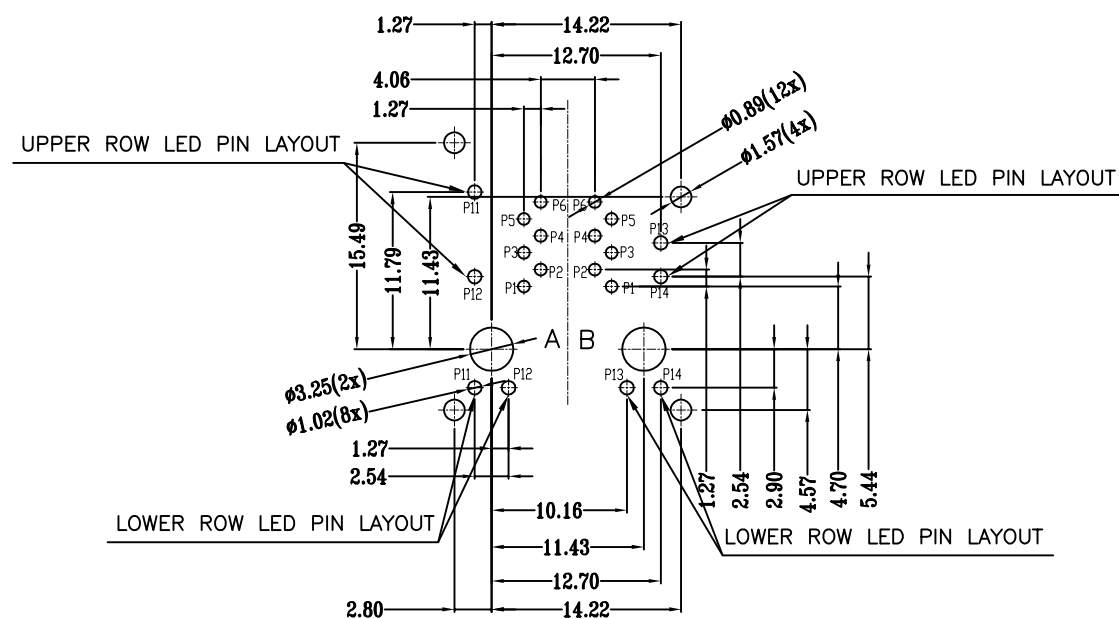 1.27
14.22
12.70
4.06
1.27
ø0.89(12x)
ø1.57(4x)
UPPER ROW LED PIN LAYOUT
UPPER ROW LED PIN LAYOUT
P11
P6 P6
P5 P5
P13
P4 P4
P3 P3
P12
P2 P2
P14
P1 P1
15.49
11.79
11.43
A B
ø3.25(2x)
ø1.02(8x)
P11 P12
P13 P14
1.27
2.54
1.27
2.54
2.90
4.57
4.70
5.44
LOWER ROW LED PIN LAYOUT
10.16
LOWER ROW LED PIN LAYOUT
11.43
12.70
2.80
14.22